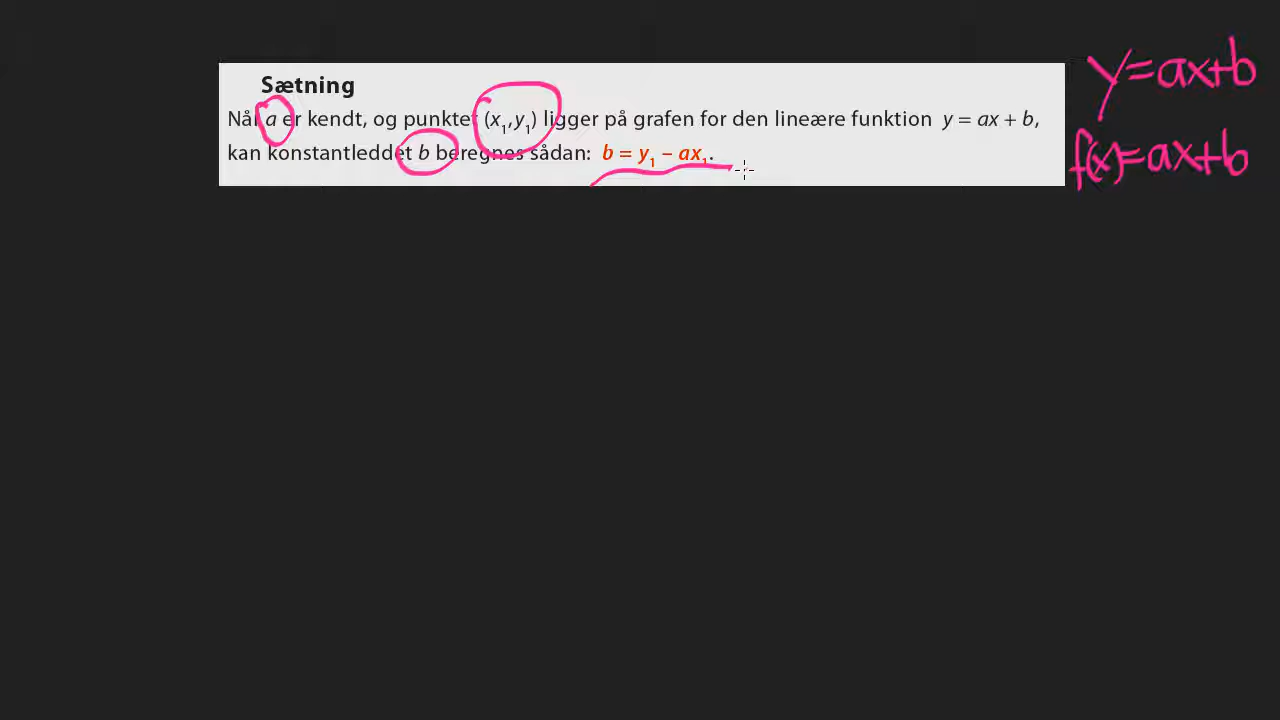 Sætning
Når a er kendt, og punktet (x₁,y₁) ligger på grafen for den lineære funktion y = ax + b,
kan konstantleddet b beregnes sådan: b = y₁ − ax₁.
y=ax+b
f(x)=ax+b